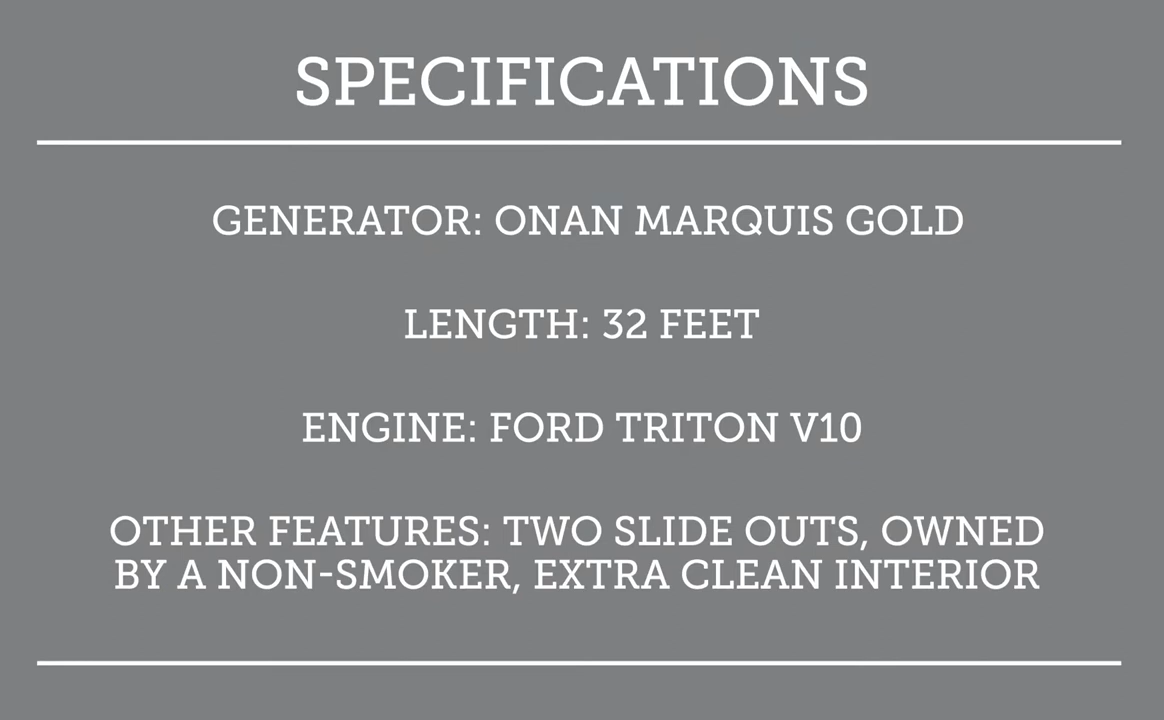 SPECIFICATIONS
GENERATOR: ONAN MARQUIS GOLD
LENGTH: 32 FEET
ENGINE: FORD TRITON V10
OTHER FEATURES: TWO SLIDE OUTS, OWNED
BY A NON-SMOKER, EXTRA CLEAN INTERIOR